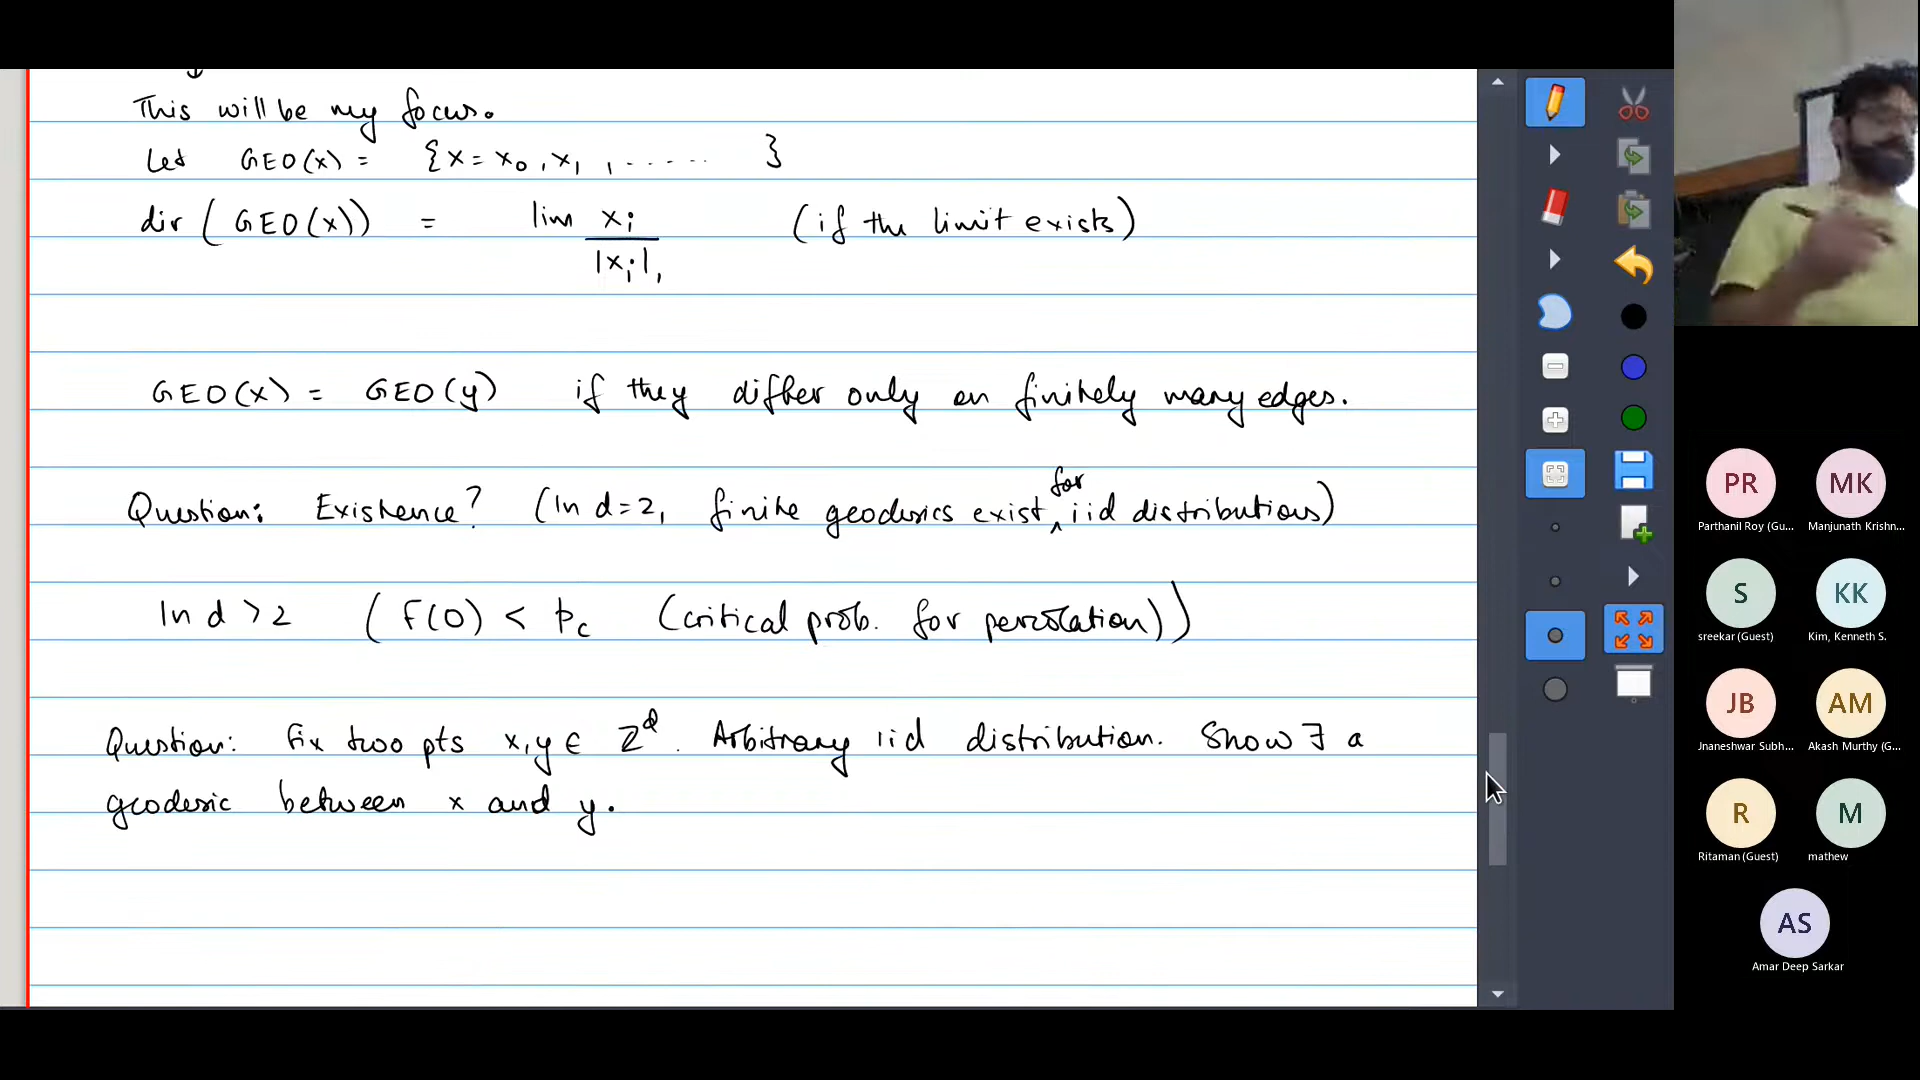 This will be my focus.
Let GEO(x) = {x = x₀, x₁, ...... }
dir (GEO(x)) = lim xᵢ / |xᵢ|₁ (if the limit exists)
GEO(x) = GEO(y) if they differ only on finitely many edges.
Question: Existence? (In d=2, finite geodesics exist for iid distributions)
In d > 2 (F(0) < pc (critical prob. for percolation))
Question: Fix two pts x, y ∈ Zᵈ. Arbitrary iid distribution. Show ∃ a
geodesic between x and y.
PR MK
Parthanil Roy (Gu... Manjunath Krishn...
S KK
sreekar (Guest) Kim, Kenneth S.
JB AM
Jnaneshwar Subh... Akash Murthy (G...
R M
Ritaman (Guest) mathew
AS
Amar Deep Sarkar